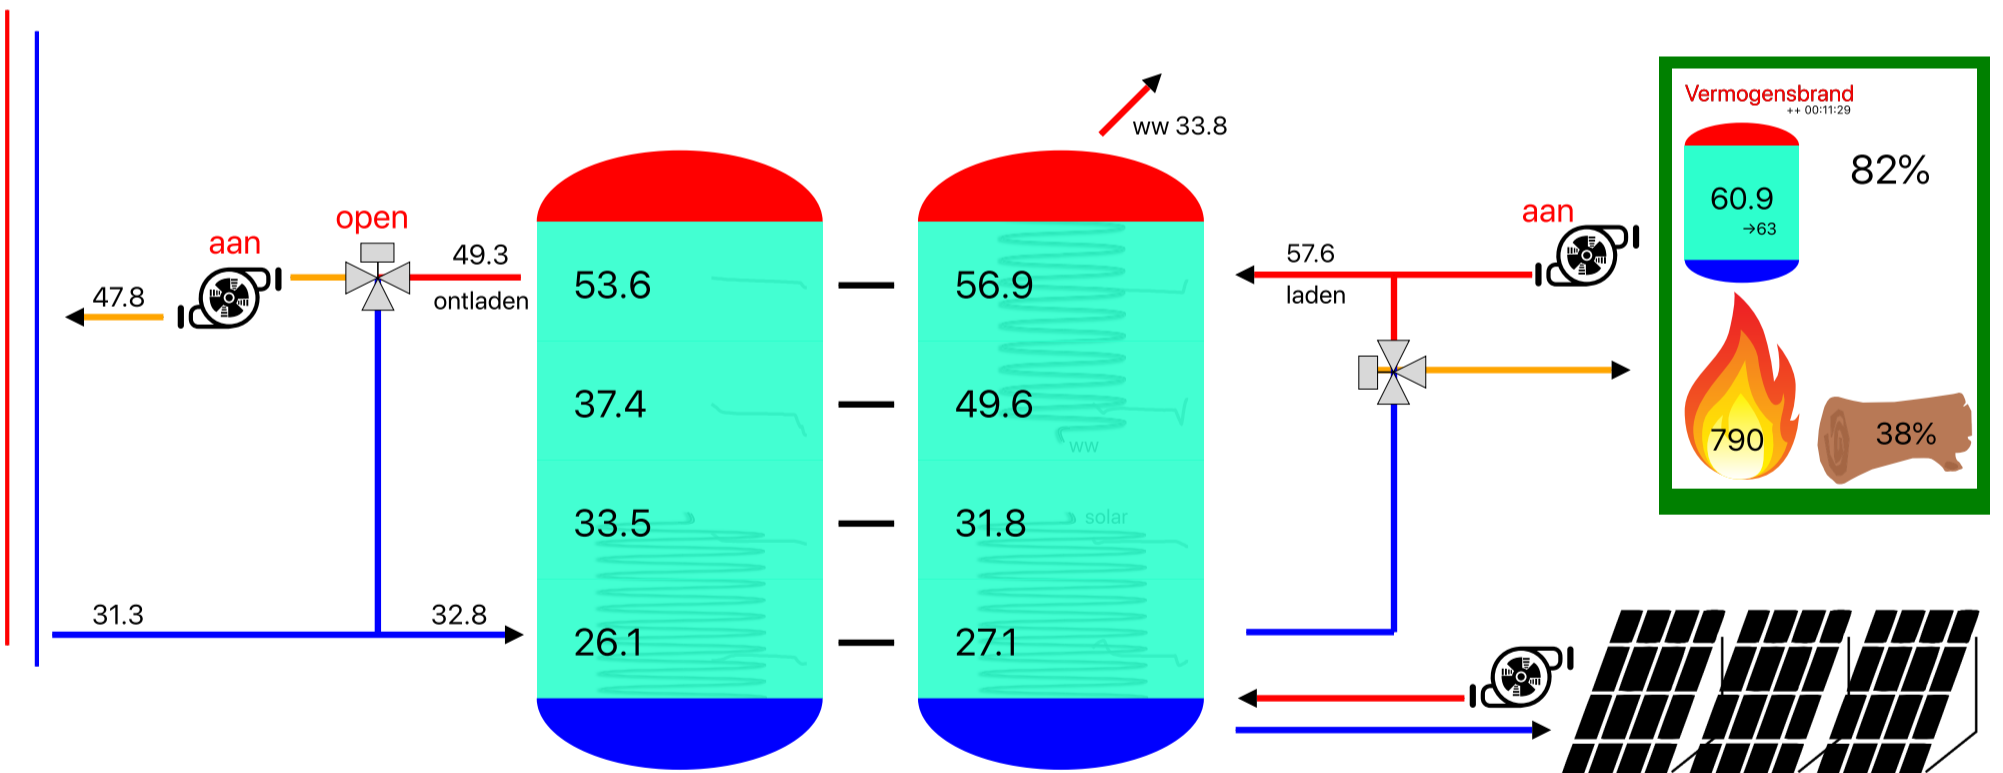 Vermogensbrand
++ 00:11:29
ww 33.8
82%
60.9
→63
open
aan
aan
49.3
57.6
47.8
ontladen
laden
53.6
56.9
37.4
49.6
ww
790
38%
33.5
31.8
solar
31.3
32.8
26.1
27.1